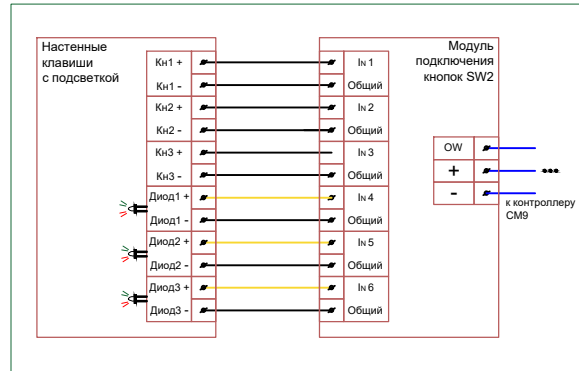 Настенные
клавиши
с подсветкой
Модуль
подключения
кнопок SW2
Кн1 +
Кн1 -
Кн2 +
Кн2 -
Кн3 +
Кн3 -
Диод1 +
Диод1 -
Диод2 +
Диод2 -
Диод3 +
Диод3 -
IN 1
Общий
IN 2
Общий
IN 3
Общий
IN 4
Общий
IN 5
Общий
IN 6
Общий
OW
+
-
к контроллеру
СМ9